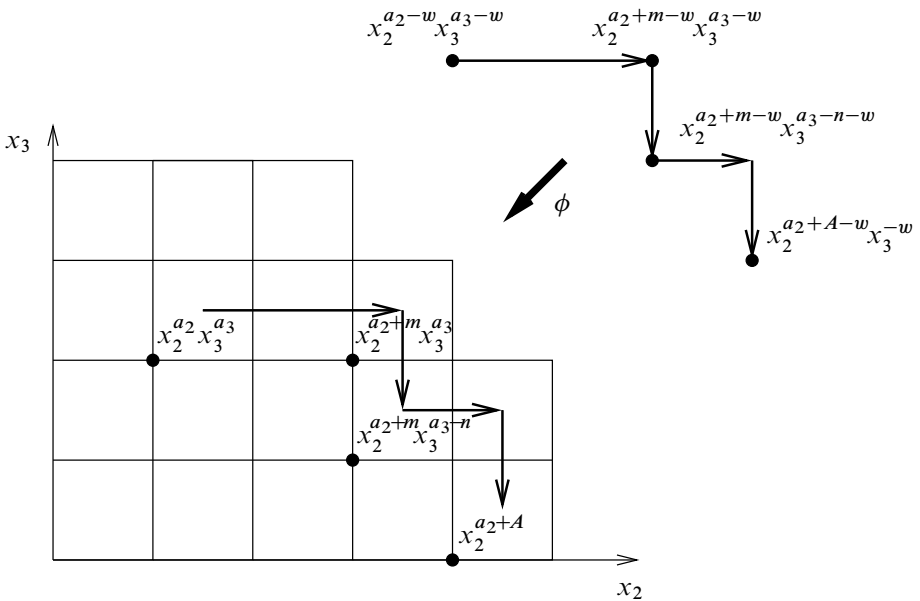 x_2^{a_2-w}x_3^{a_3-w} x_2^{a_2+m-w}x_3^{a_3-w}
x_2^{a_2+m-w}x_3^{a_3-n-w}
x_3
ϕ
x_2^{a_2+A-w}x_3^{-w}
x_2^{a_2}x_3^{a_3} x_2^{a_2+m}x_3^{a_3}
x_2^{a_2+m}x_3^{a_3-n}
x_2^{a_2+A}
x_2